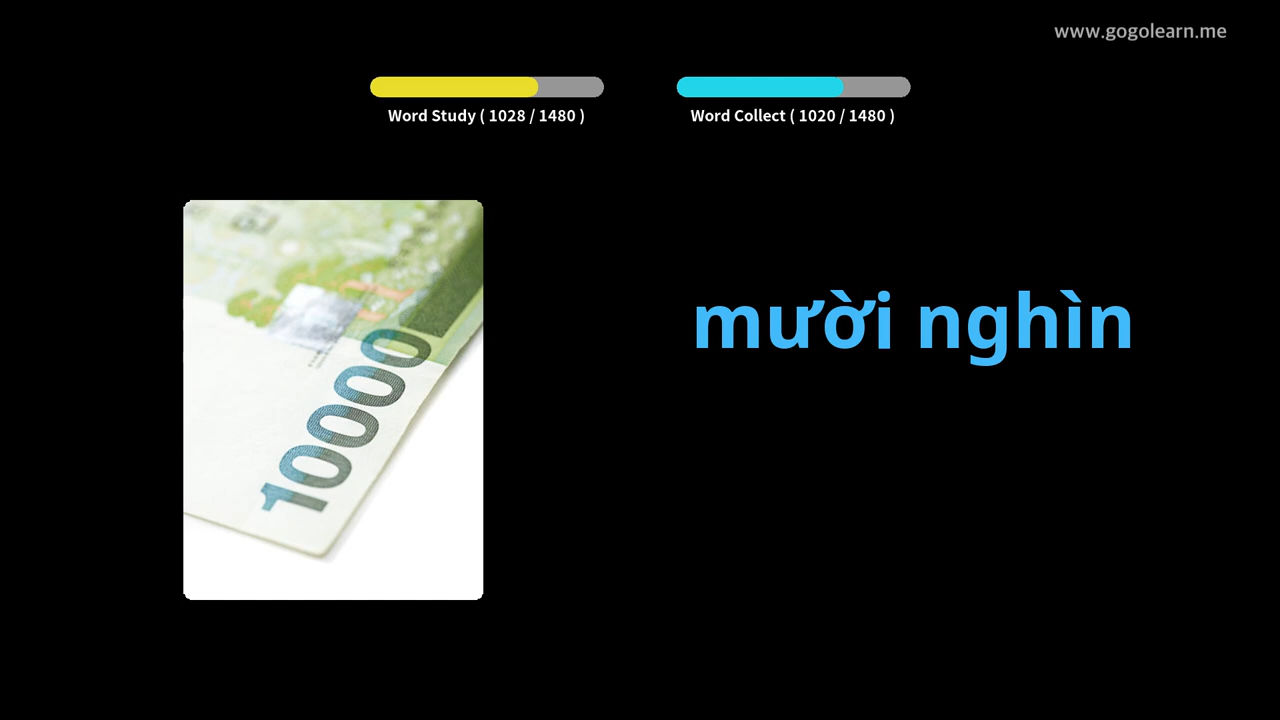 www.gogolearn.me
Word Study ( 1028 / 1480 )
Word Collect ( 1020 / 1480 )
mười nghìn
10000